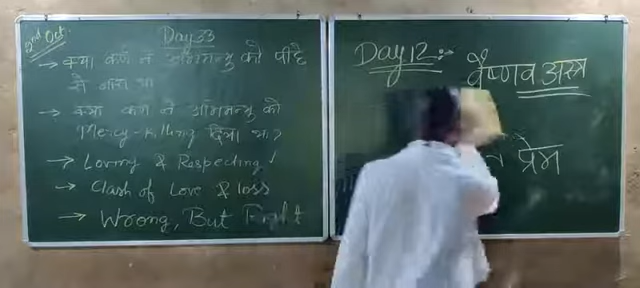 2nd Oct.
Day 33
→ क्या कर्ण ने अभिमन्यु को पीछे
से मारा था
→ क्या कर्ण ने अभिमन्यु को
Mercy-Killing दिया था?
→ Loving & Respecting!
→ Clash of Love & loss
→ Wrong, But Right
Day 12:-
वैष्णव अस्त्र
प्रेम